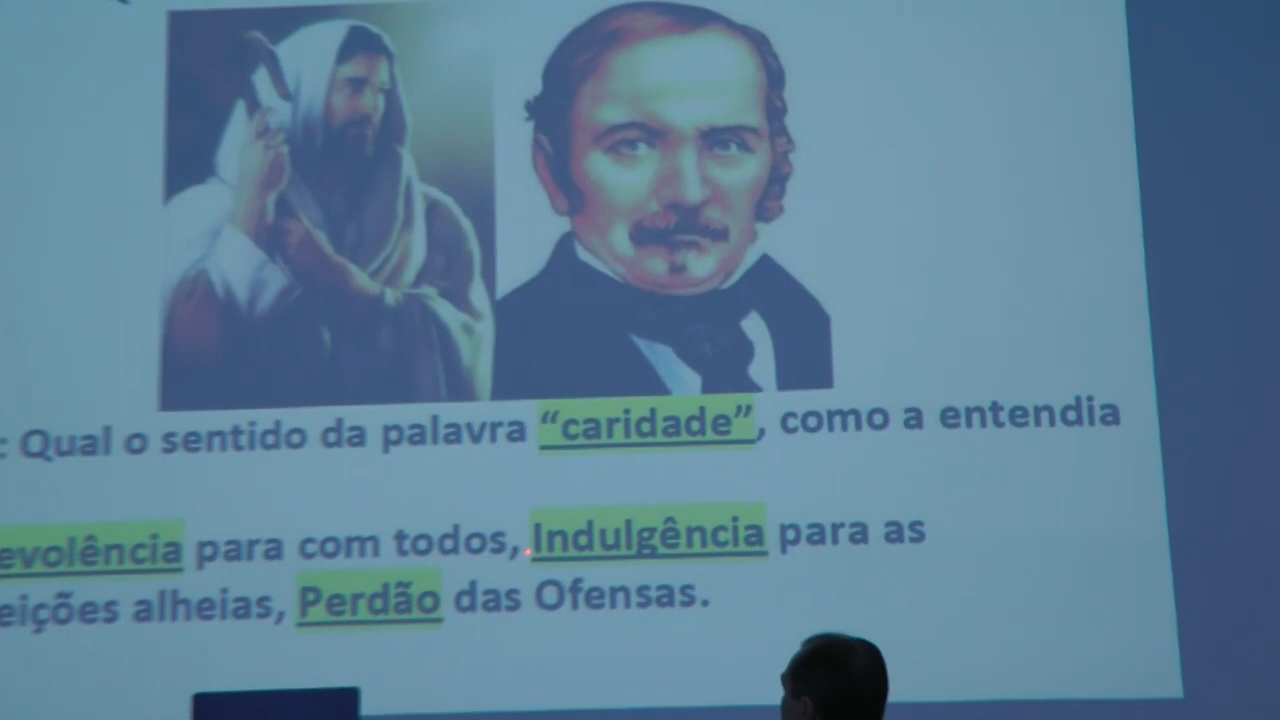 : Qual o sentido da palavra “caridade”, como a entendia
evolência para com todos, Indulgência para as
eições alheias, Perdão das Ofensas.